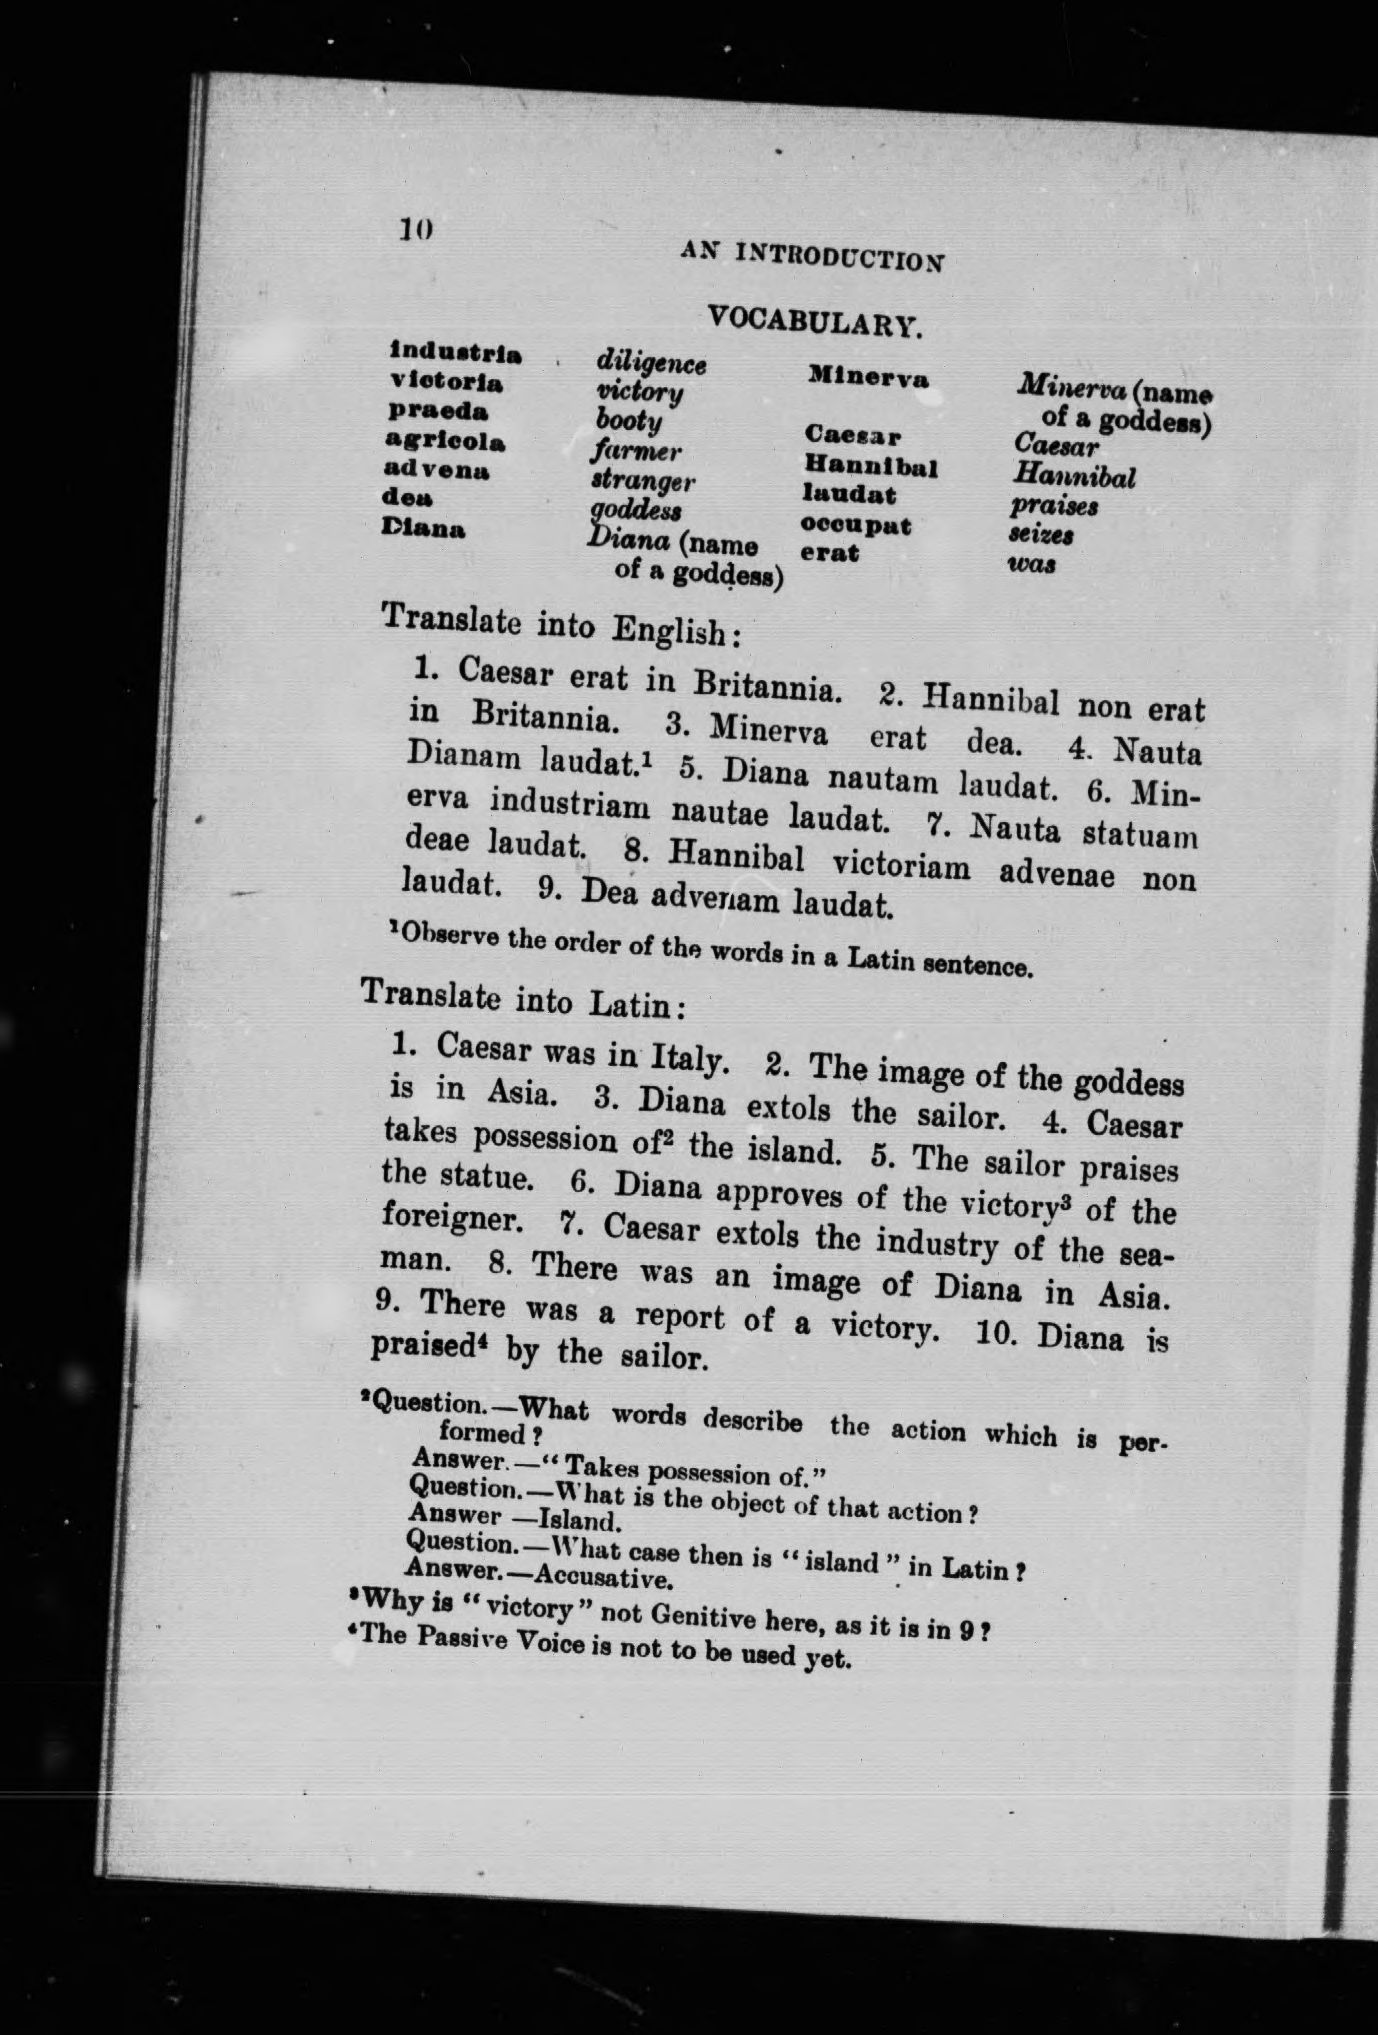 10
AN INTRODUCTION
VOCABULARY.
industria diligence Minerva Minerva (name
victoria victory of a goddess)
praeda booty Caesar Caesar
agricola farmer Hannibal Hannibal
advena stranger laudat praises
dea goddess occupat seizes
Diana Diana (name erat was
of a goddess)
Translate into English:
1. Caesar erat in Britannia. 2. Hannibal non erat
in Britannia. 3. Minerva erat dea. 4. Nauta
Dianam laudat.¹ 5. Diana nautam laudat. 6. Min-
erva industriam nautae laudat. 7. Nauta statuam
deae laudat. 8. Hannibal victoriam advenae non
laudat. 9. Dea advenam laudat.
¹Observe the order of the words in a Latin sentence.
Translate into Latin:
1. Caesar was in Italy. 2. The image of the goddess
is in Asia. 3. Diana extols the sailor. 4. Caesar
takes possession of² the island. 5. The sailor praises
the statue. 6. Diana approves of the victory³ of the
foreigner. 7. Caesar extols the industry of the sea-
man. 8. There was an image of Diana in Asia.
9. There was a report of a victory. 10. Diana is
praised⁴ by the sailor.
²Question.—What words describe the action which is per-
formed?
Answer.—"Takes possession of."
Question.—What is the object of that action?
Answer —Island.
Question.—What case then is "island" in Latin?
Answer.—Accusative.
³Why is "victory" not Genitive here, as it is in 9?
⁴The Passive Voice is not to be used yet.